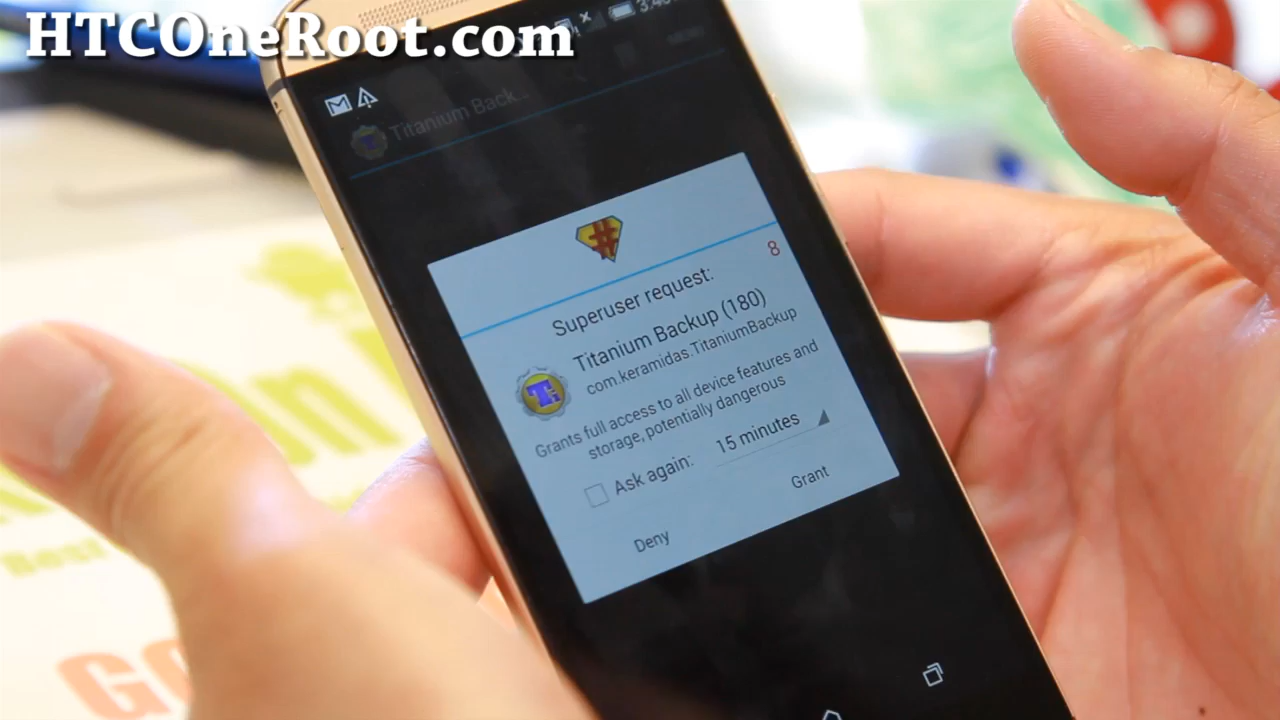 HTCOneRoot.com
Titanium Back...
8
Superuser request:
Titanium Backup (180)
com.keramidas.TitaniumBackup
Grants full access to all device features and
storage, potentially dangerous
Ask again:
15 minutes
Grant
Deny
Best